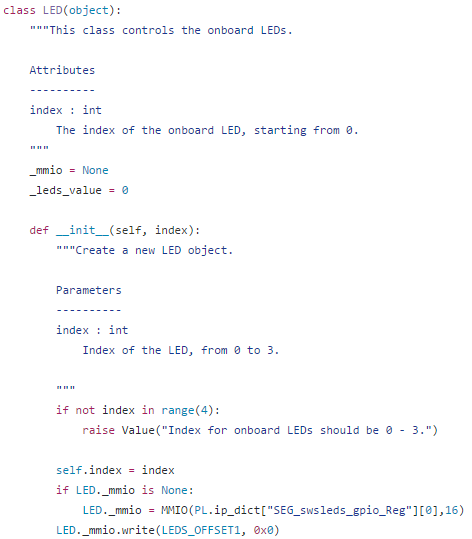 class LED(object):
    """This class controls the onboard LEDs.

    Attributes
    ----------
    index : int
        The index of the onboard LED, starting from 0.
    """
    _mmio = None
    _leds_value = 0

    def __init__(self, index):
        """Create a new LED object.

        Parameters
        ----------
        index : int
            Index of the LED, from 0 to 3.

        """
        if not index in range(4):
            raise Value("Index for onboard LEDs should be 0 - 3.")

        self.index = index
        if LED._mmio is None:
            LED._mmio = MMIO(PL.ip_dict["SEG_swsleds_gpio_Reg"][0],16)
        LED._mmio.write(LEDS_OFFSET1, 0x0)